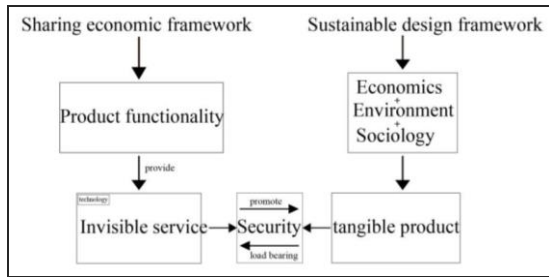 Sharing economic framework
Sustainable design framework
Product functionality
Economics
+
Environment
+
Sociology
provide
technology
Invisible service
promote
Security
load bearing
tangible product